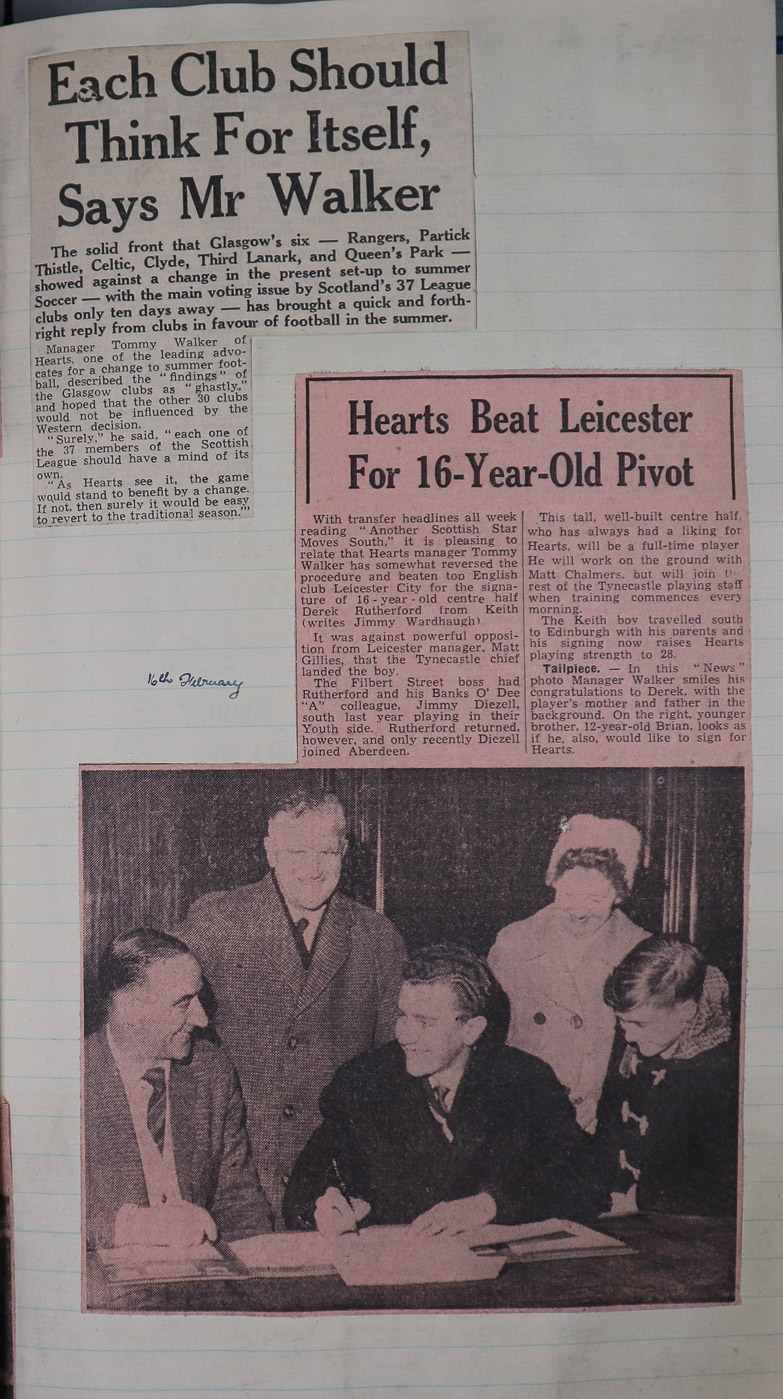 Each Club Should
Think For Itself,
Says Mr Walker
The solid front that Glasgow's six — Rangers, Partick
Thistle, Celtic, Clyde, Third Lanark, and Queen's Park —
showed against a change in the present set-up to summer
Soccer — with the main voting issue by Scotland's 37 League
clubs only ten days away — has brought a quick and forth-
right reply from clubs in favour of football in the summer.
Manager Tommy Walker of
Hearts, one of the leading advo-
cates for a change to summer foot-
ball, described the "findings" of
the Glasgow clubs as "ghastly,"
and hoped that the other 30 clubs
would not be influenced by the
Western decision.
"Surely," he said, "each one of
the 37 members of the Scottish
League should have a mind of its
own.
"As Hearts see it, the game
would stand to benefit by a change.
If not, then surely it would be easy
to revert to the traditional season.'"
16th February
Hearts Beat Leicester
For 16-Year-Old Pivot
With transfer headlines all week
reading "Another Scottish Star
Moves South," it is pleasing to
relate that Hearts manager Tommy
Walker has somewhat reversed the
procedure and beaten top English
club Leicester City for the signa-
ture of 16-year-old centre half
Derek Rutherford from Keith
(writes Jimmy Wardhaugh)
It was against powerful opposi-
tion from Leicester manager, Matt
Gillies, that the Tynecastle chief
landed the boy.
The Filbert Street boss had
Rutherford and his Banks O' Dee
"A" colleague, Jimmy Diezell,
south last year playing in their
Youth side. Rutherford returned,
however, and only recently Diezell
joined Aberdeen.
This tall, well-built centre half,
who has always had a liking for
Hearts, will be a full-time player
He will work on the ground with
Matt Chalmers, but will join th
rest of the Tynecastle playing staff
when training commences every
morning.
The Keith boy travelled south
to Edinburgh with his parents and
his signing now raises Hearts
playing strength to 28.
Tailpiece. — In this "News"
photo Manager Walker smiles his
congratulations to Derek, with the
player's mother and father in the
background. On the right, younger
brother, 12-year-old Brian, looks as
if he, also, would like to sign for
Hearts.